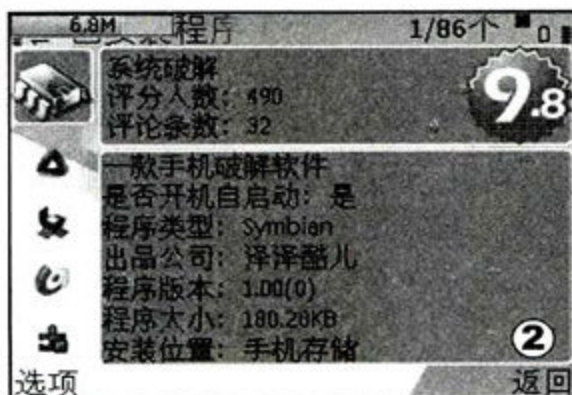 6.8M 程序 1/86个
系统破解
评分人数：490
评论条数：32
9.8
一款手机破解软件
是否开机自启动：是
程序类型：Symbian
出品公司：泽泽酷儿
程序版本：1.00(0)
程序大小：180.20KB
安装位置：手机存储
②
选项 返回